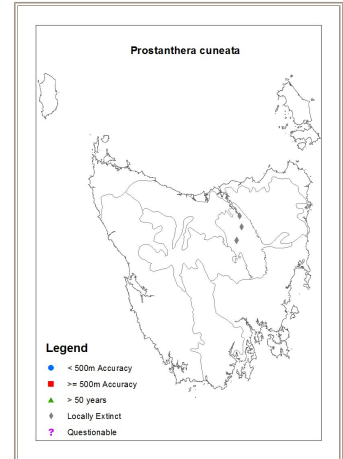 Prostanthera cuneata
Legend
< 500m Accuracy
>= 500m Accuracy
> 50 years
Locally Extinct
? Questionable